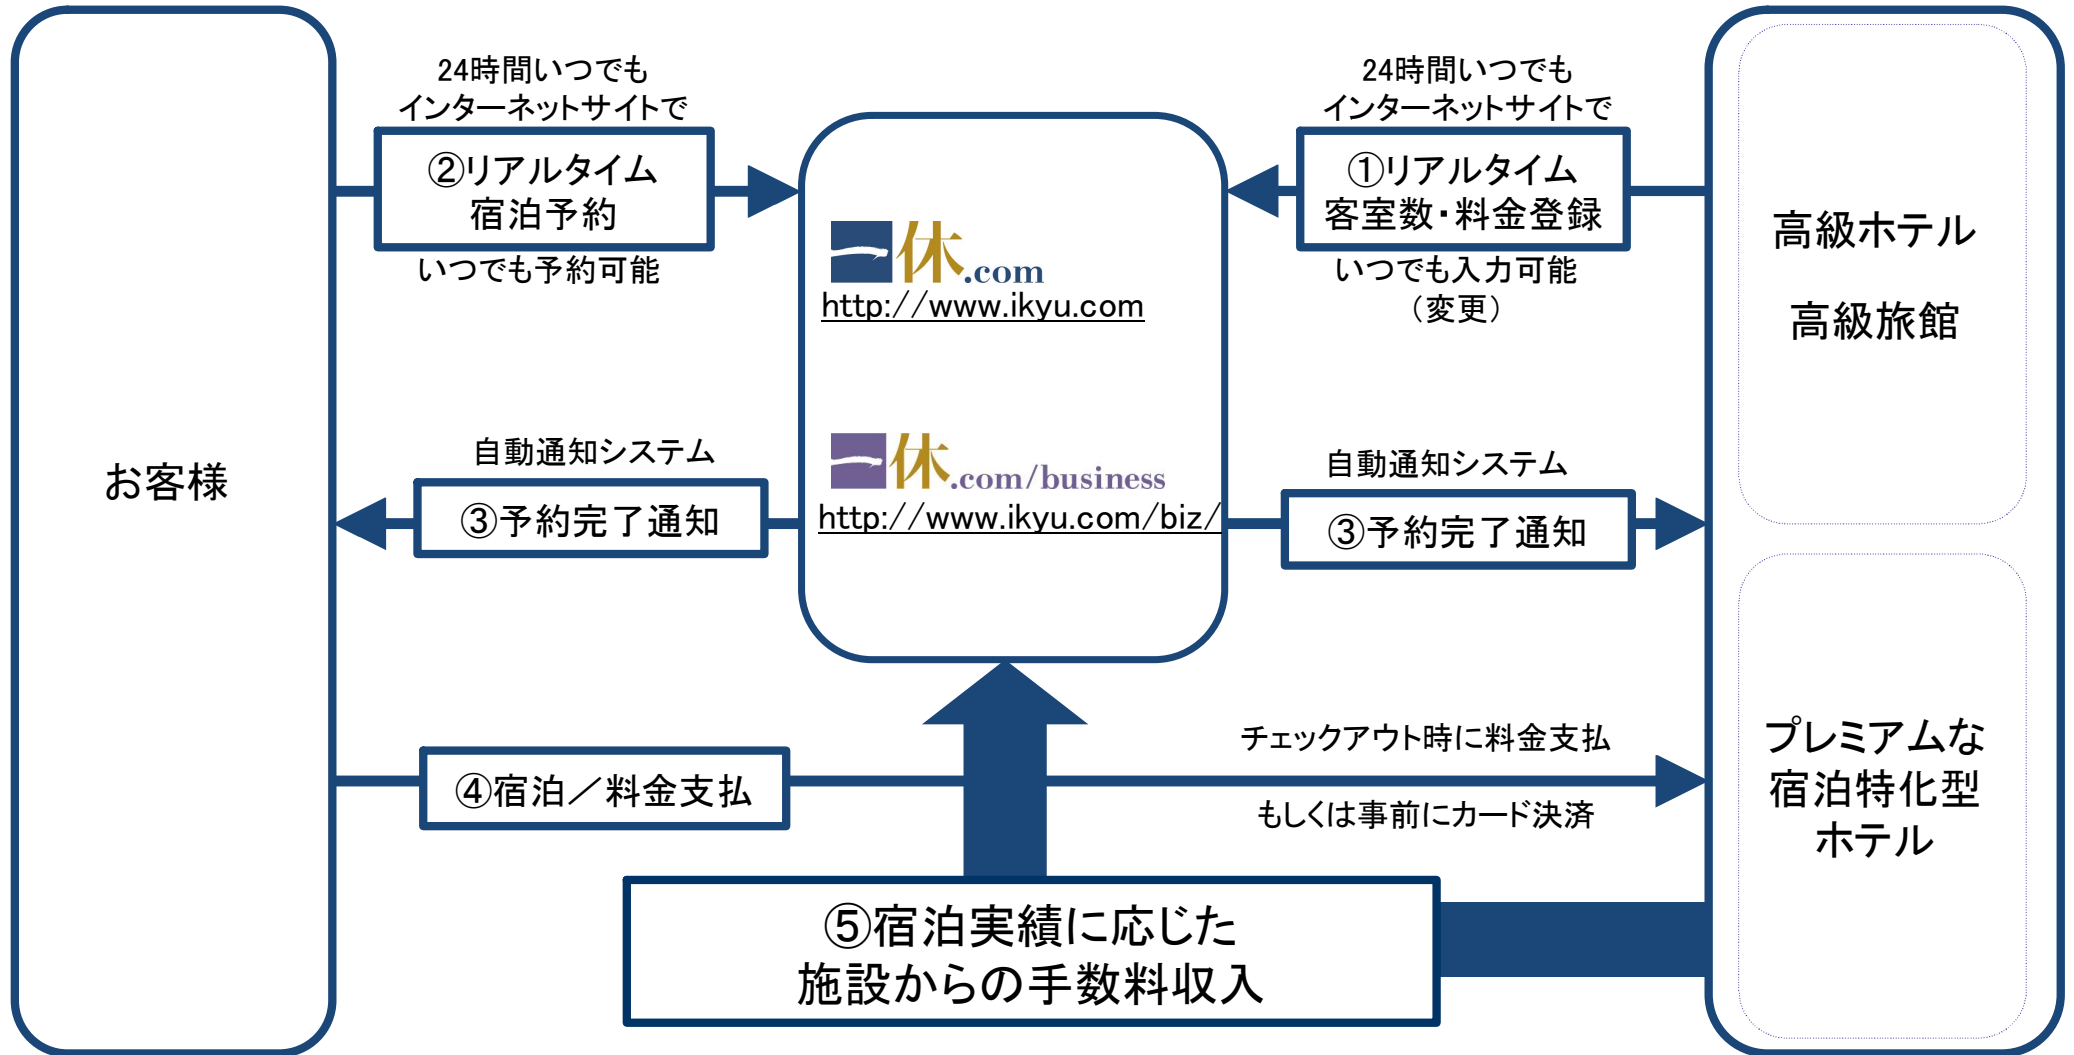 お客様
24時間いつでも
インターネットサイトで
②リアルタイム
宿泊予約
いつでも予約可能
自動通知システム
③予約完了通知
④宿泊／料金支払
一休.com
http://www.ikyu.com
一休.com/business
http://www.ikyu.com/biz/
24時間いつでも
インターネットサイトで
①リアルタイム
客室数・料金登録
いつでも入力可能
（変更）
自動通知システム
③予約完了通知
チェックアウト時に料金支払
もしくは事前にカード決済
⑤宿泊実績に応じた
施設からの手数料収入
高級ホテル
高級旅館
プレミアムな
宿泊特化型
ホテル